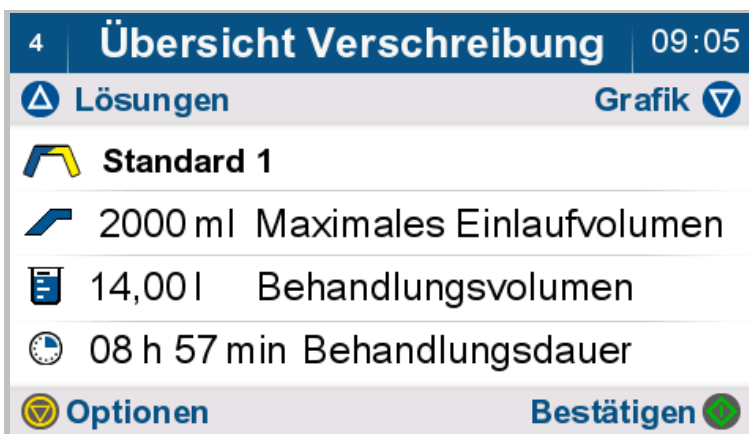 4 Übersicht Verschreibung 09:05
Lösungen Grafik
Standard 1
2000 ml Maximales Einlaufvolumen
14,00 l Behandlungsvolumen
08 h 57 min Behandlungsdauer
Optionen Bestätigen